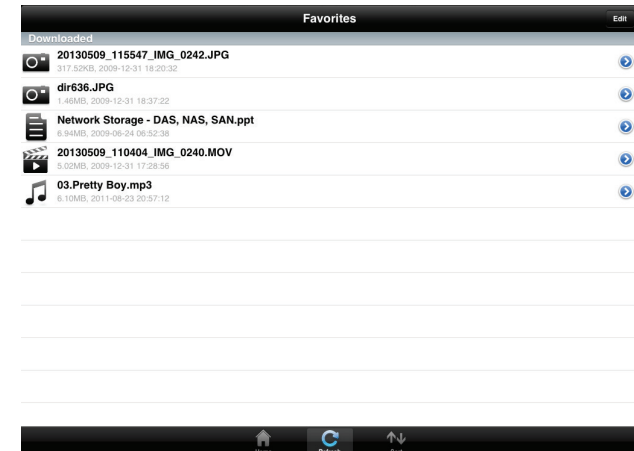 Favorites
Edit
Downloaded
20130509_115547_IMG_0242.JPG
317.52KB, 2009-12-31 18:20:32
dir636.JPG
1.46MB, 2009-12-31 18:37:22
Network Storage - DAS, NAS, SAN.ppt
6.94MB, 2009-06-24 06:52:38
20130509_110404_IMG_0240.MOV
5.02MB, 2009-12-31 17:28:56
03.Pretty Boy.mp3
6.10MB, 2011-08-23 20:57:12